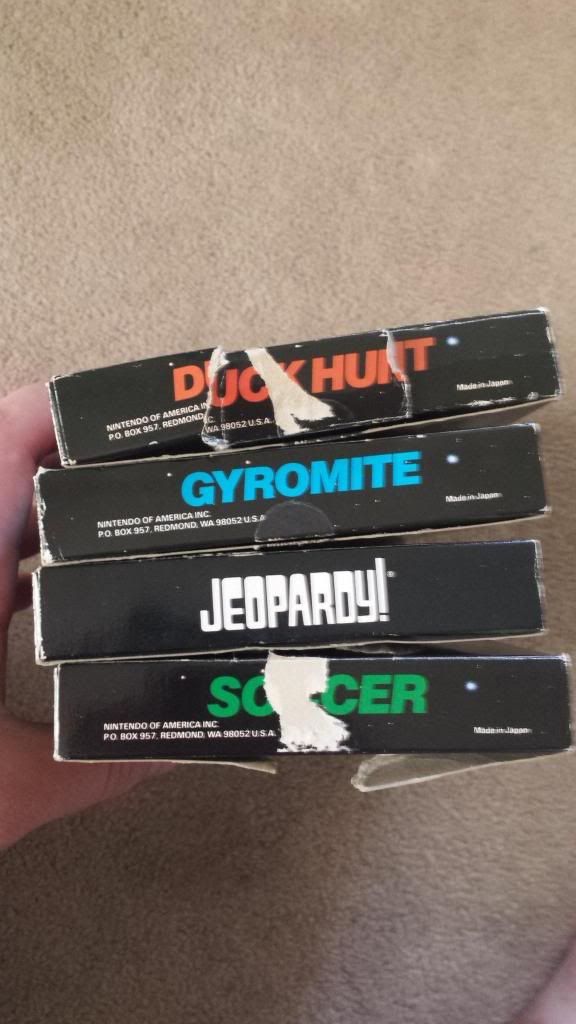 DUCK HUNT
NINTENDO OF AMERICA INC.
P.O. BOX 957, REDMOND, WA 98052 U.S.A.
Made in Japan
GYROMITE
NINTENDO OF AMERICA INC.
P.O. BOX 957, REDMOND, WA 98052 U.S.A.
Made in Japan
JEOPARDY!®
SOCCER
NINTENDO OF AMERICA INC.
P.O. BOX 957, REDMOND, WA 98052 U.S.A.
Made in Japan